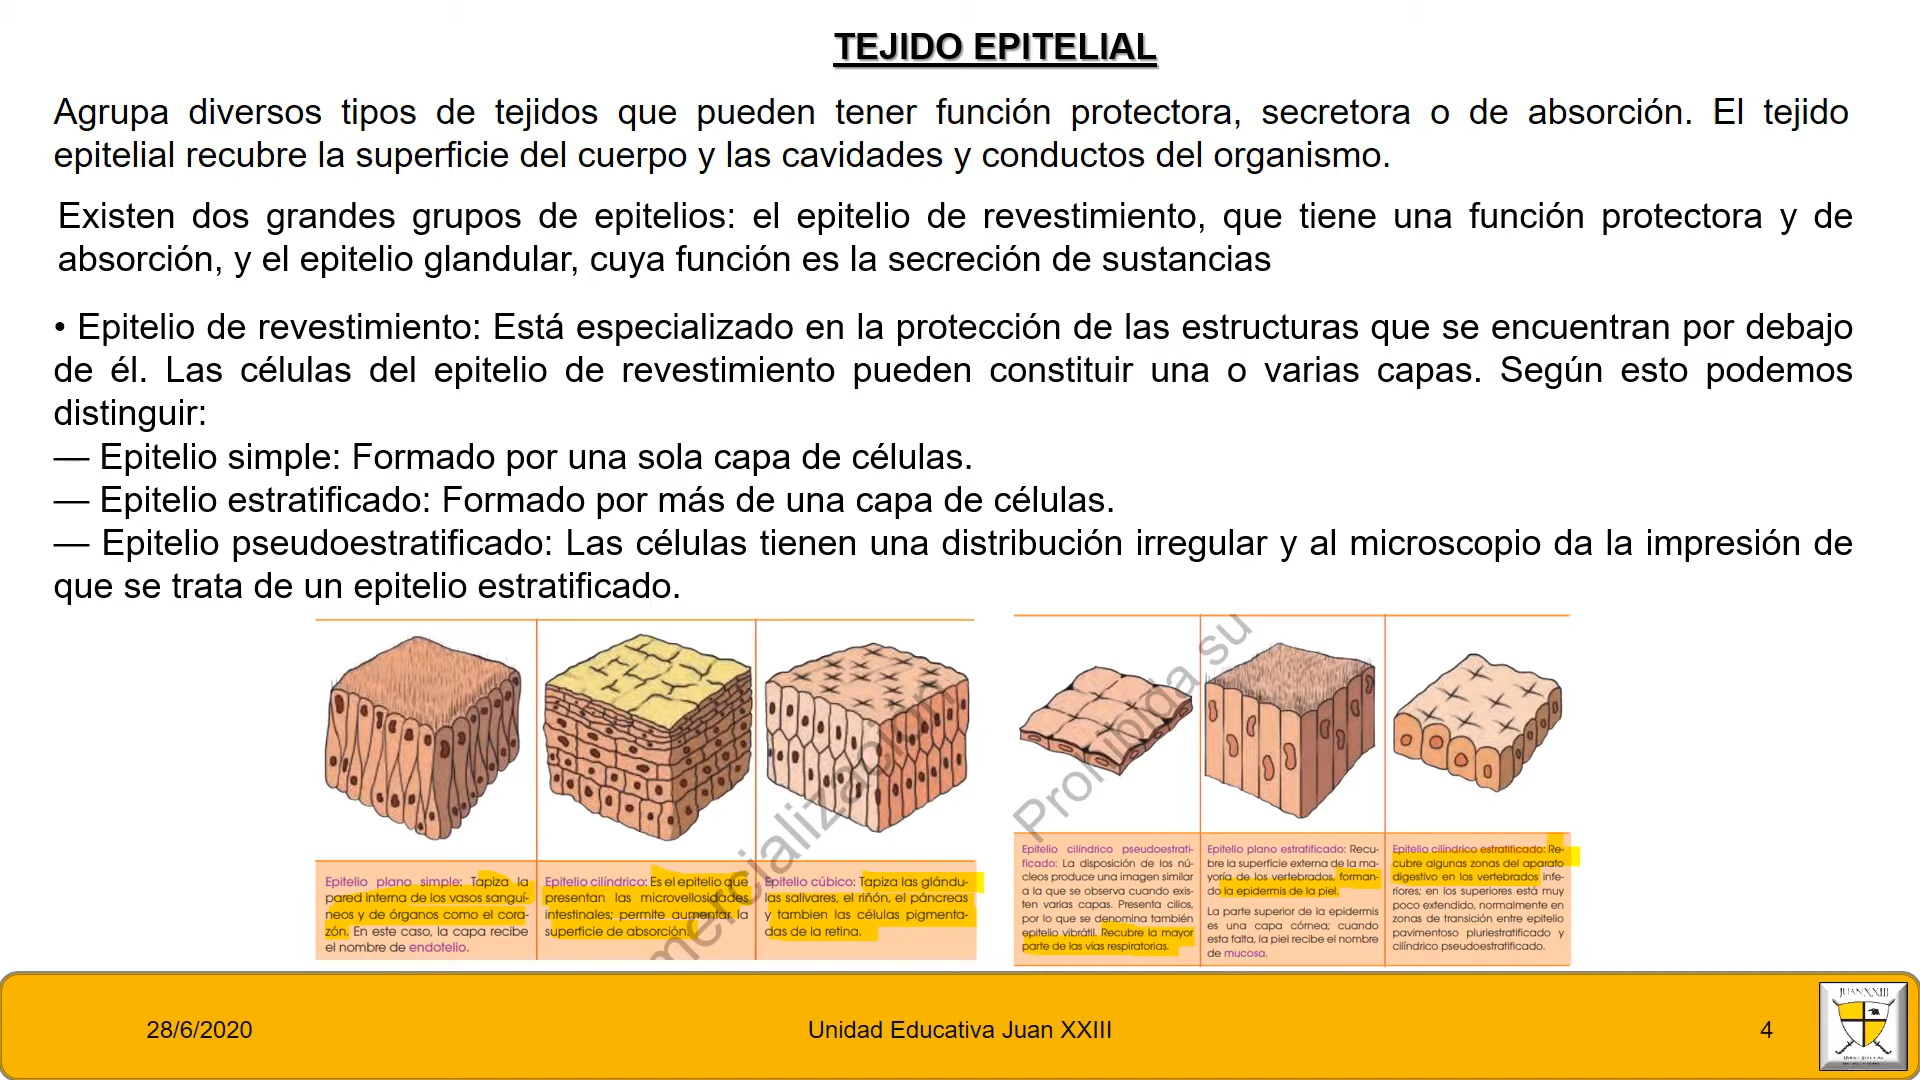 TEJIDO EPITELIAL
Agrupa diversos tipos de tejidos que pueden tener función protectora, secretora o de absorción. El tejido
epitelial recubre la superficie del cuerpo y las cavidades y conductos del organismo.
Existen dos grandes grupos de epitelios: el epitelio de revestimiento, que tiene una función protectora y de
absorción, y el epitelio glandular, cuya función es la secreción de sustancias
• Epitelio de revestimiento: Está especializado en la protección de las estructuras que se encuentran por debajo
de él. Las células del epitelio de revestimiento pueden constituir una o varias capas. Según esto podemos
distinguir:
— Epitelio simple: Formado por una sola capa de células.
— Epitelio estratificado: Formado por más de una capa de células.
— Epitelio pseudoestratificado: Las células tienen una distribución irregular y al microscopio da la impresión de
que se trata de un epitelio estratificado.
Epitelio plano simple: Tapiza la
pared interna de los vasos sanguí-
neos y de órganos como el cora-
zón. En este caso, la capa recibe
el nombre de endotelio.
Epitelio cilíndrico: Es el epitelio que
presentan las microvellosidades
intestinales; permite aumentar la
superficie de absorción.
Epitelio cúbico: Tapiza las glándu-
las salivares, el riñón, el páncreas
y tambien las células pigmenta-
das de la retina.
Epitelio cilíndrico pseudoestrati-
ficado: La disposición de los nú-
cleos produce una imagen similar
a la que se observa cuando exis-
ten varias capas. Presenta cilios,
por lo que se denomina también
epitelio vibrátil. Recubre la mayor
parte de las vías respiratorias.
Epitelio plano estratificado: Recu-
bre la superficie externa de la ma-
yoría de los vertebrados, forman-
do la epidermis de la piel.
La parte superior de la epidermis
es una capa córnea; cuando
esta falta, la piel recibe el nombre
de mucosa.
Epitelio cilíndrico estratificado: Re-
cubre algunas zonas del aparato
digestivo en los vertebrados infe-
riores; en los superiores está muy
poco extendido, normalmente en
zonas de transición entre epitelio
pavimentoso pluriestratificado y
cilíndrico pseudoestratificado.
Prohibida su
28/6/2020
Unidad Educativa Juan XXIII
4
JUAN XXIII